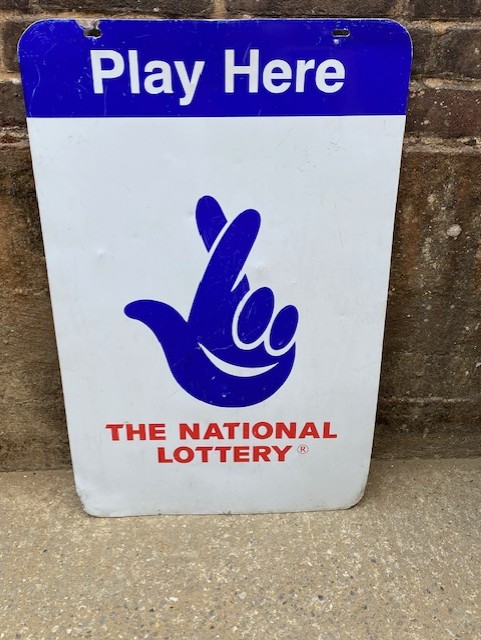 Play Here
THE NATIONAL
LOTTERY ®